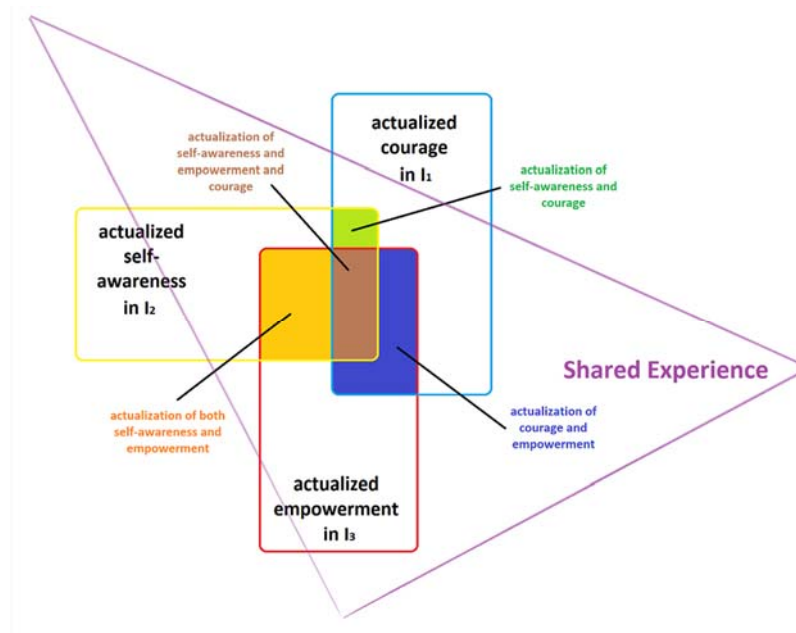 actualized
courage
in I₁
actualization of
self-awareness and
empowerment and
courage
actualization of
self-awareness and
courage
actualized
self-
awareness
in I₂
Shared Experience
actualization of both
self-awareness and
empowerment
actualization of
courage and
empowerment
actualized
empowerment
in I₃